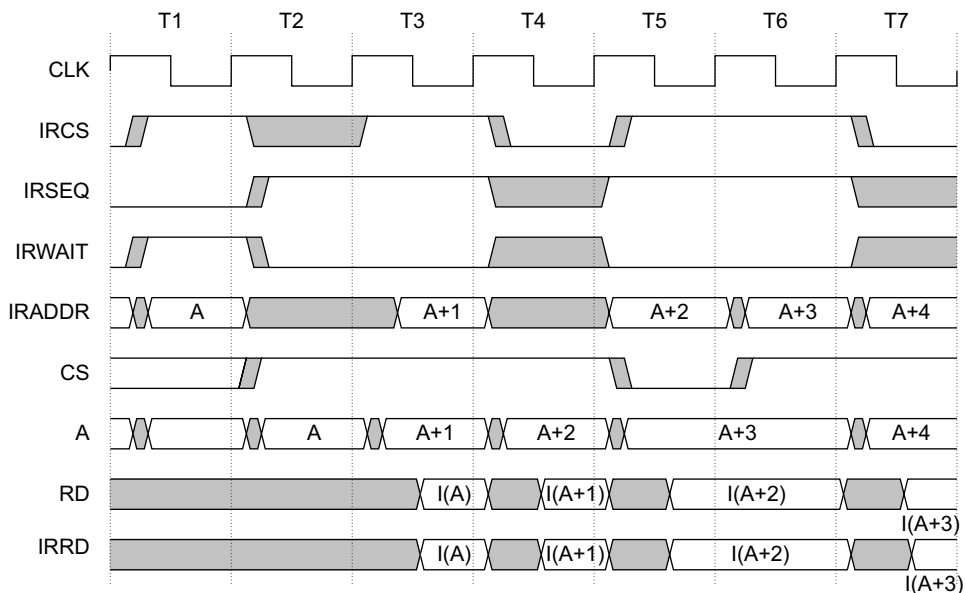 T1 T2 T3 T4 T5 T6 T7
CLK
IRCS
IRSEQ
IRWAIT
IRADDR A A+1 A+2 A+3 A+4
CS
A A A+1 A+2 A+3 A+4
RD I(A) I(A+1) I(A+2)
I(A+3)
IRRD I(A) I(A+1) I(A+2)
I(A+3)